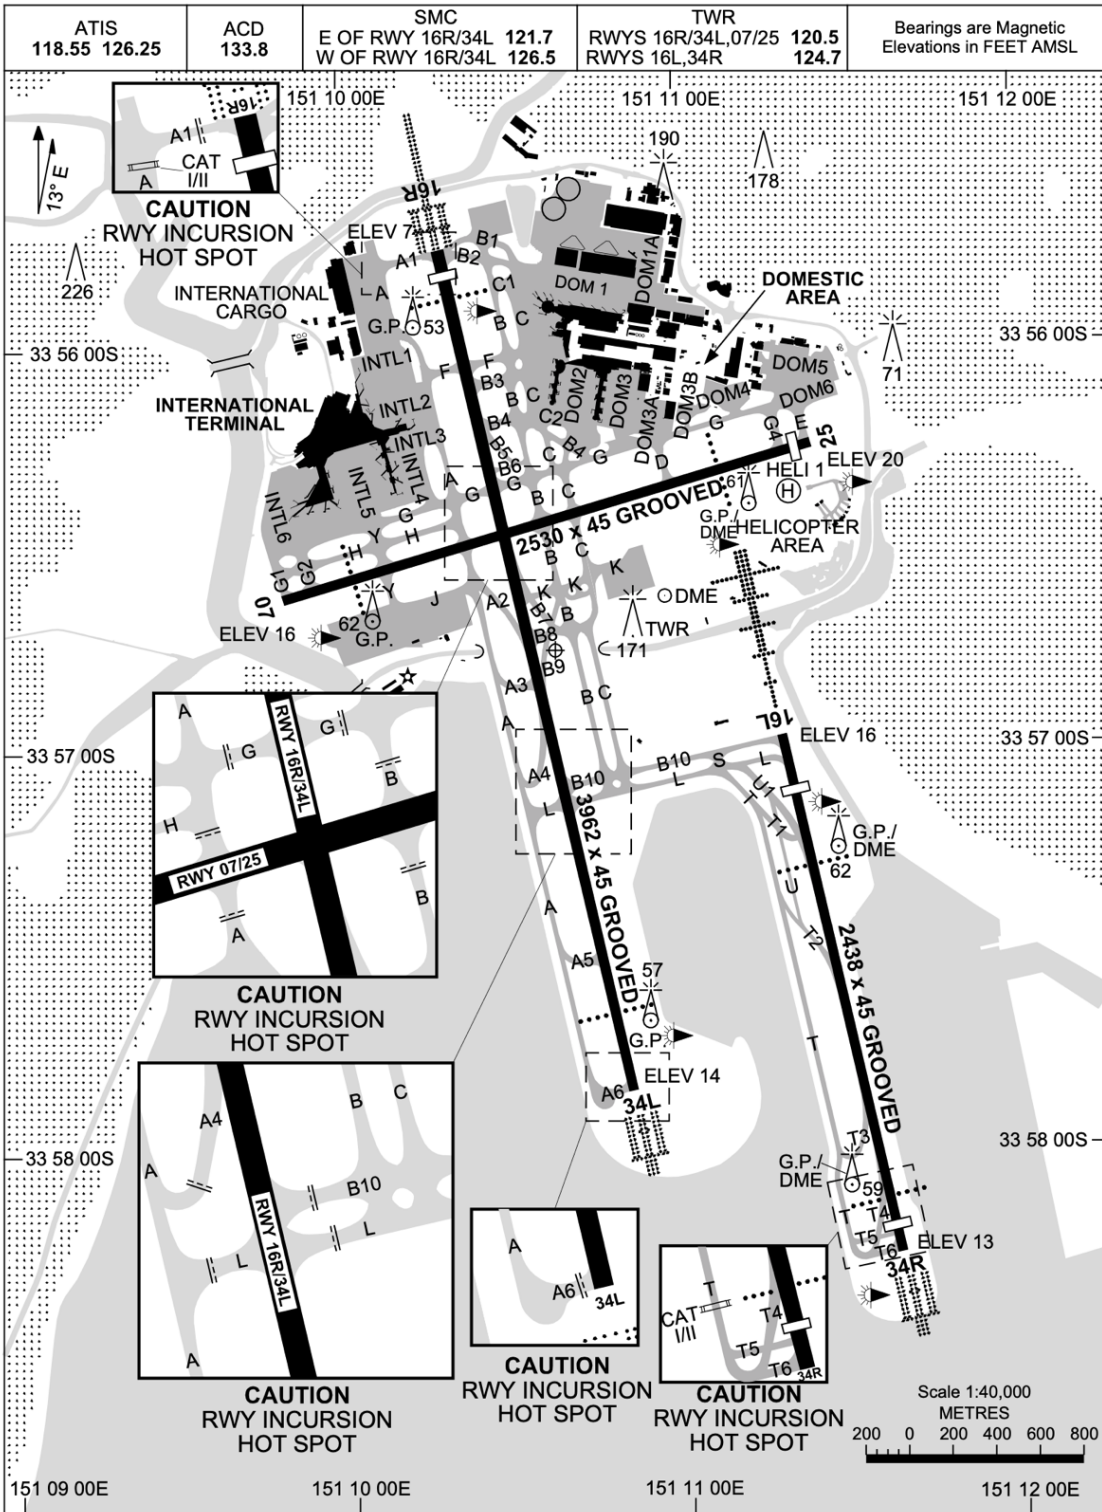 ATIS
118.55 126.25
ACD
133.8
SMC
E OF RWY 16R/34L 121.7
W OF RWY 16R/34L 126.5
TWR
RWYS 16R/34L,07/25 120.5
RWYS 16L,34R 124.7
Bearings are Magnetic
Elevations in FEET AMSL
151 10 00E
151 11 00E
151 12 00E
13° E
16R
A1
CAT
I/II
A
CAUTION
RWY INCURSION
HOT SPOT
16R
190
178
226
ELEV 7
A1
B2
B1
A
C1
INTERNATIONAL
CARGO
G.P.
53
B
C
DOM 1
DOM1A
DOMESTIC
AREA
33 56 00S
33 56 00S
71
INTL1
F
F
B3
B
C
DOM2
DOM3
DOM3A
DOM3B
DOM4
DOM5
DOM6
INTERNATIONAL
TERMINAL
INTL2
INTL3
INTL4
INTL5
INTL6
B4
C2
B5
B4
B6
C
G
D
G
G4
E
25
ELEV 20
HELI 1
H
61
G.P./
DME
HELICOPTER
AREA
A
G
G
B
C
G
Y
H
H
2530 x 45 GROOVED
B
C
K
G1
G2
07
Y
J
A2
K
K
B7
B
DME
TWR
171
ELEV 16
62
G.P.
B8
B9
A3
B
C
A
16L
ELEV 16
33 57 00S
33 57 00S
A
RWY 16R/34L
G
G
B
H
RWY 07/25
B
A
CAUTION
RWY INCURSION
HOT SPOT
A4
B10
L
B10
L
S
L
U1
T
T1
G.P./
DME
62
U
3962 x 45 GROOVED
A
T2
2438 x 45 GROOVED
A5
57
G.P.
T
ELEV 14
A6
34L
A4
B
C
A
B10
L
L
RWY 16R/34L
A
CAUTION
RWY INCURSION
HOT SPOT
33 58 00S
33 58 00S
T3
G.P./
DME
59
T
T4
T5
T6
ELEV 13
34R
A
A6
34L
CAUTION
RWY INCURSION
HOT SPOT
T
CAT
I/II
T4
T5
T6
34R
CAUTION
RWY INCURSION
HOT SPOT
Scale 1:40,000
METRES
200 0 200 400 600 800
151 09 00E
151 10 00E
151 11 00E
151 12 00E